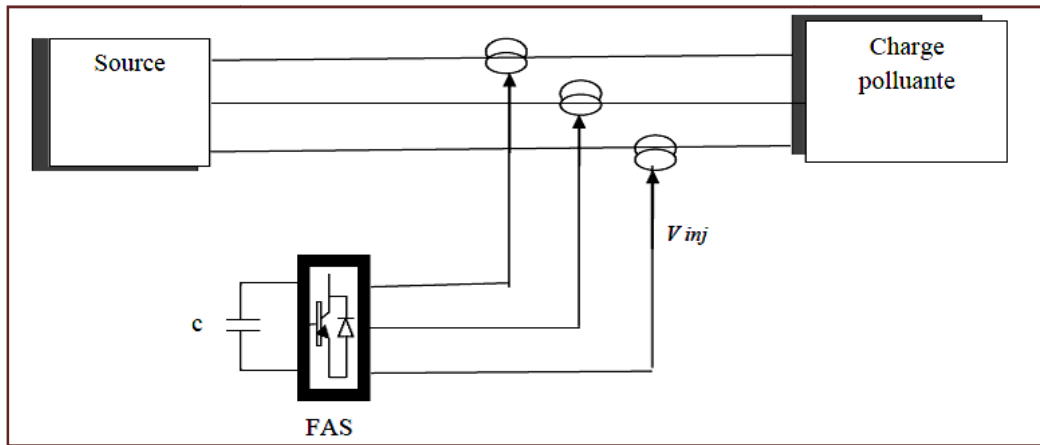 Source
Charge
polluante
V inj
c
FAS